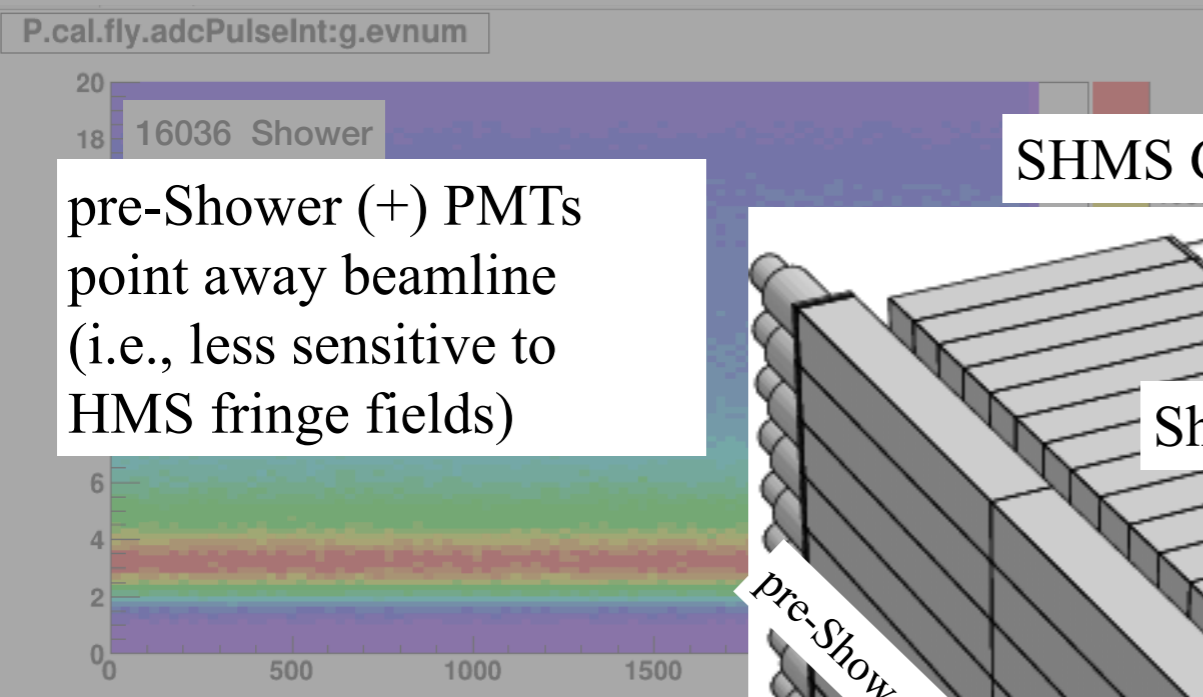 P.cal.fly.adcPulseInt:g.evnum
20
18
16036 Shower
SHMS
pre-Shower (+) PMTs
point away beamline
(i.e., less sensitive to
HMS fringe fields)
6
4
2
0
pre-Show
0
500
1000
1500